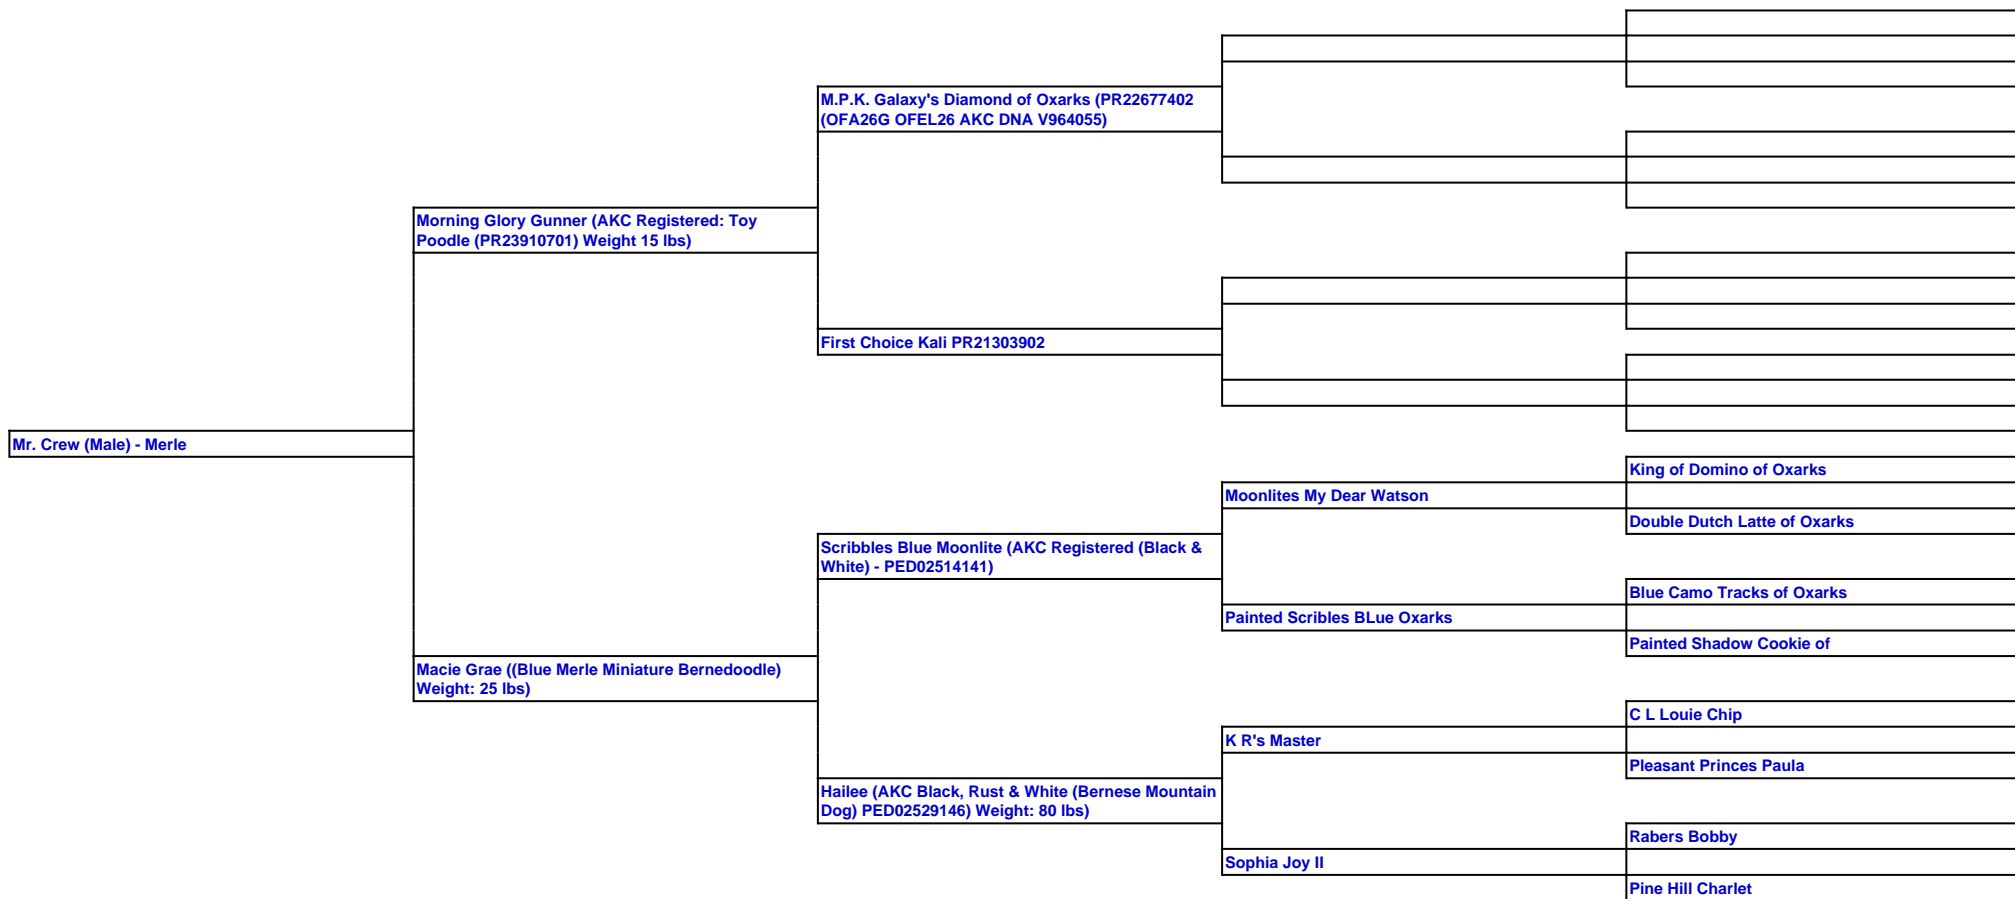 M.P.K. Galaxy's Diamond of Oxarks (PR22677402
(OFA26G OFEL26 AKC DNA V964055)
Morning Glory Gunner (AKC Registered: Toy
Poodle (PR23910701) Weight 15 lbs)
First Choice Kali PR21303902
Mr. Crew (Male) - Merle
King of Domino of Oxarks
Moonlites My Dear Watson
Double Dutch Latte of Oxarks
Scribbles Blue Moonlite (AKC Registered (Black &
White) - PED02514141)
Blue Camo Tracks of Oxarks
Painted Scribles BLue Oxarks
Painted Shadow Cookie of
Macie Grae ((Blue Merle Miniature Bernedoodle)
Weight: 25 lbs)
C L Louie Chip
K R's Master
Pleasant Princes Paula
Hailee (AKC Black, Rust & White (Bernese Mountain
Dog) PED02529146) Weight: 80 lbs)
Rabers Bobby
Sophia Joy II
Pine Hill Charlet